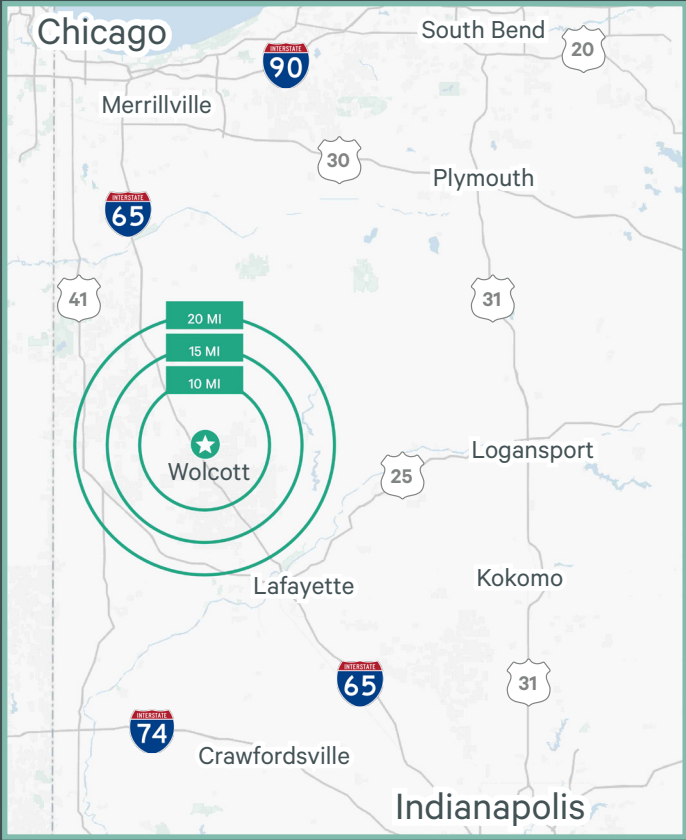 Chicago
South Bend
20
INTERSTATE
90
Merrillville
30
Plymouth
INTERSTATE
65
41
31
20 MI
15 MI
10 MI
Wolcott
Logansport
25
Lafayette
Kokomo
INTERSTATE
65
31
INTERSTATE
74
Crawfordsville
Indianapolis